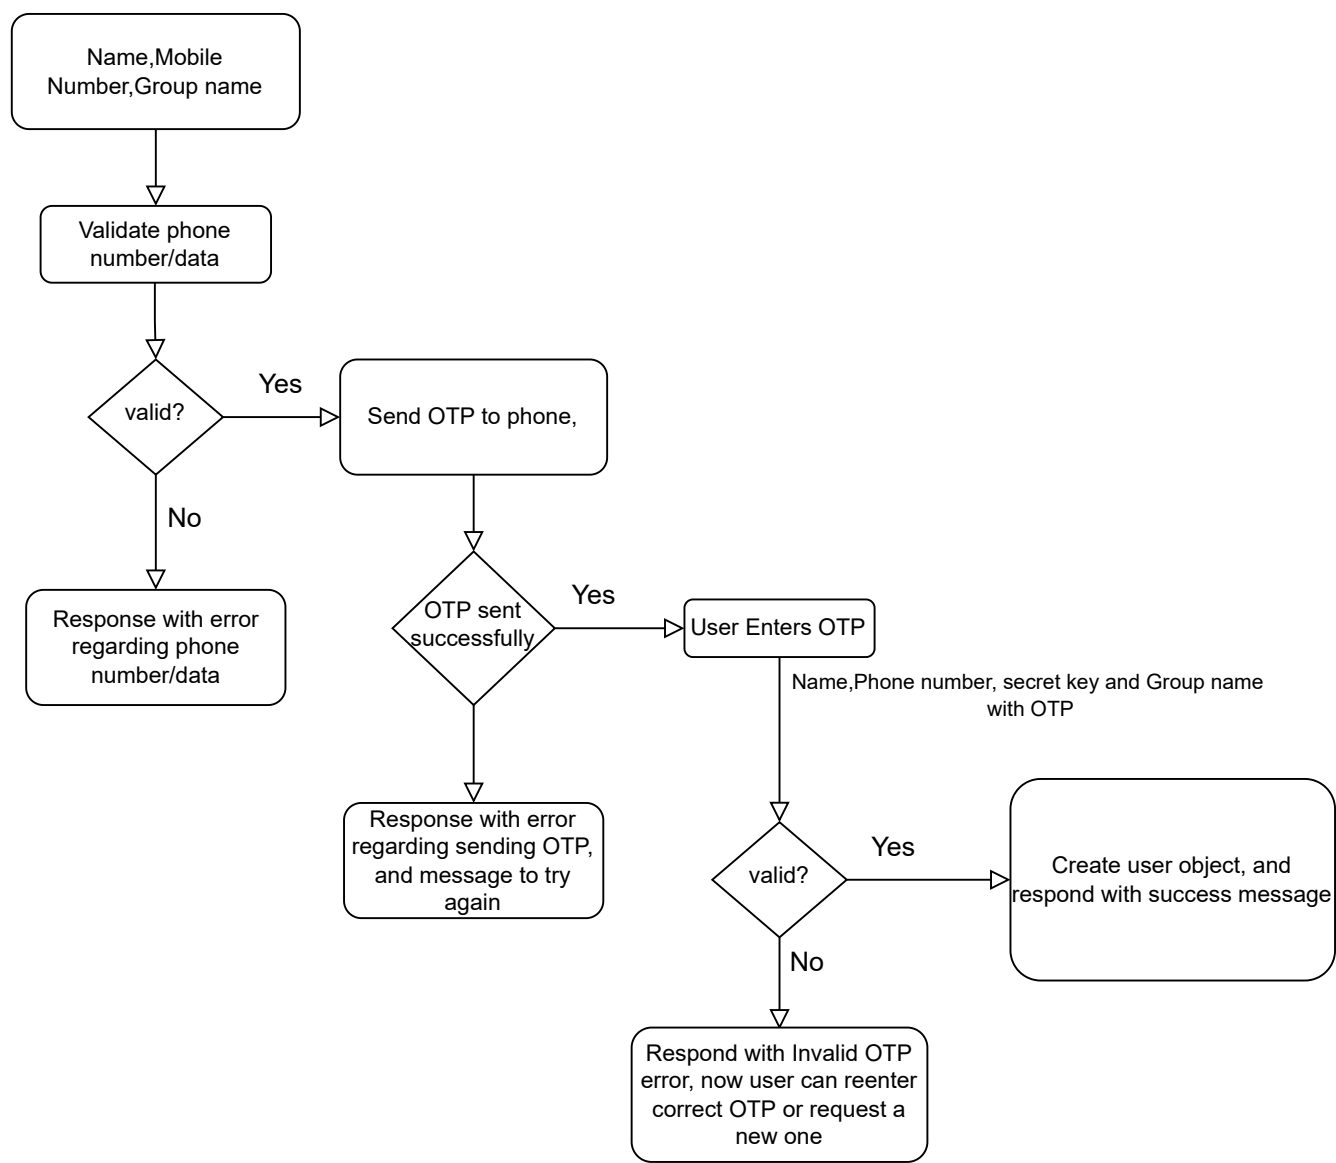 Name,Mobile
Number,Group name
Validate phone
number/data
valid?
Yes
Send OTP to phone,
No
Response with error
regarding phone
number/data
OTP sent
successfully
Yes
User Enters OTP
Name,Phone number, secret key and Group name
with OTP
Response with error
regarding sending OTP,
and message to try
again
valid?
Yes
Create user object, and
respond with success message
No
Respond with Invalid OTP
error, now user can reenter
correct OTP or request a
new one